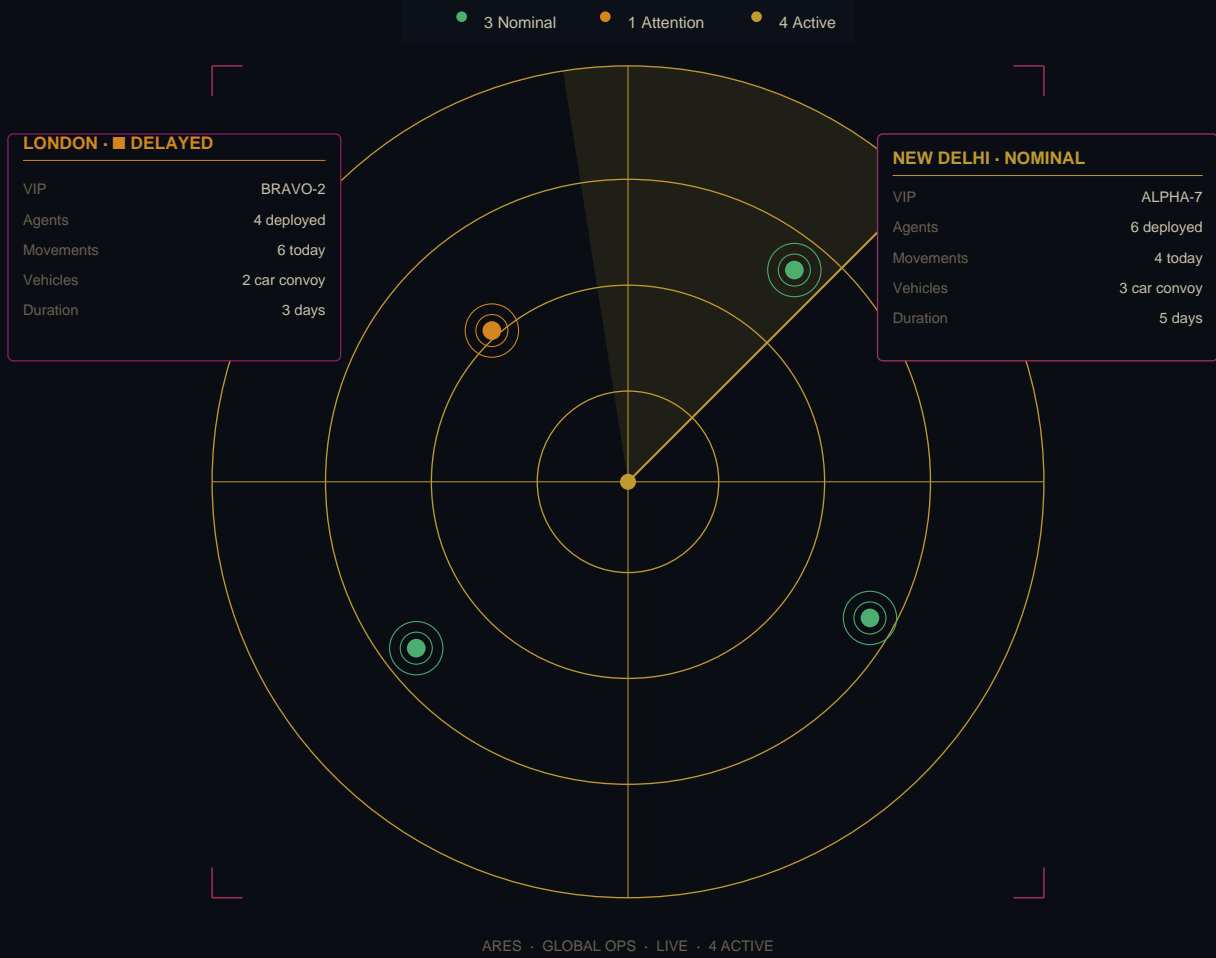 3 Nominal 1 Attention 4 Active
LONDON · ■ DELAYED
VIP BRAVO-2
Agents 4 deployed
Movements 6 today
Vehicles 2 car convoy
Duration 3 days
NEW DELHI · NOMINAL
VIP ALPHA-7
Agents 6 deployed
Movements 4 today
Vehicles 3 car convoy
Duration 5 days
ARES · GLOBAL OPS · LIVE · 4 ACTIVE